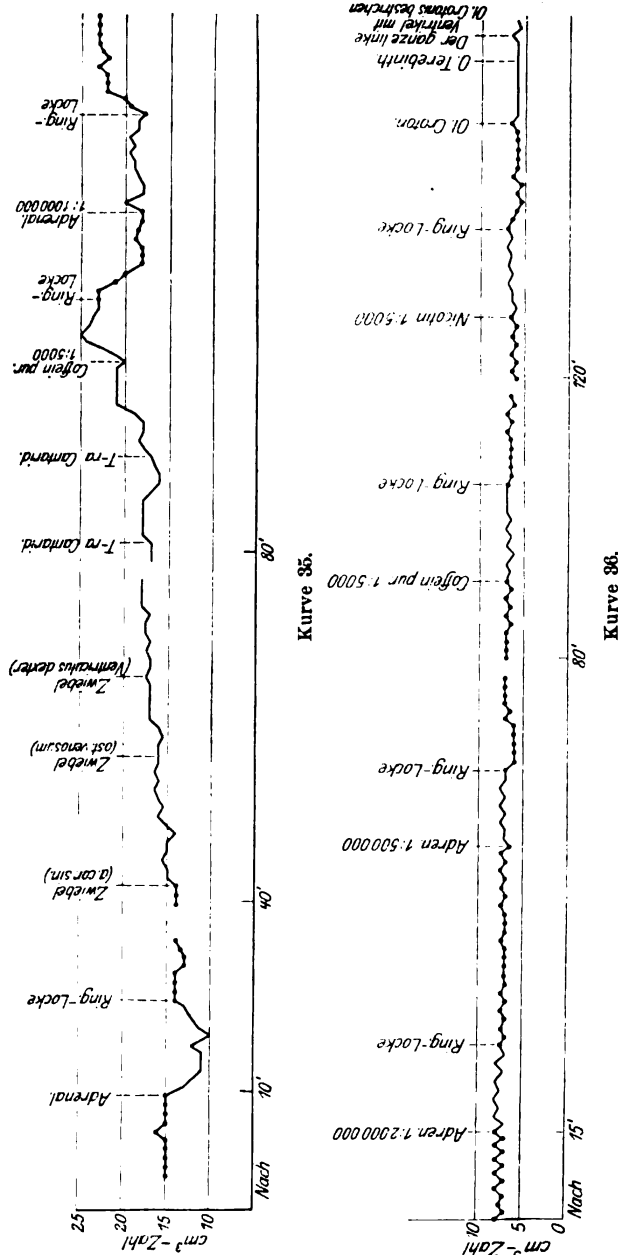 cm³-Zahl
25
20
15
10
Nach
10'
40'
80'
Adrenal.
Ring-Locke
Zwiebel
(a. cor sin.)
Zwiebel
(ost venosum)
Zwiebel
(Ventriculus dexter)
T-ra Cantarid.
T-ra Cantarid.
Coffein pur.
1:5000
Ring-
Locke
Adrenal.
1:1000000
Ring-
Locke
Kurve 35.
cm³-Zahl
10
5
0
Nach
15'
80'
120'
Adren. 1:2000000
Ring-Locke
Adren 1:500000
Ring-Locke
Coffein pur 1:5000
Ring-Locke
Nicotin 1:5000
Ring-Locke
Ol. Croton.
O. Terebinth
Der ganze linke
Ventrikel mit
Ol. Crotonis bestrichen
Kurve 36.